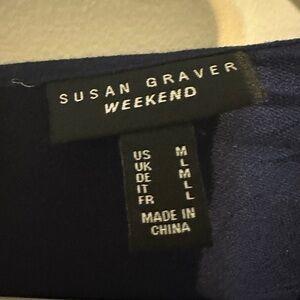 SUSAN GRAVER
WEEKEND
US M
UK L
DE M
IT L
FR L
MADE IN
CHINA